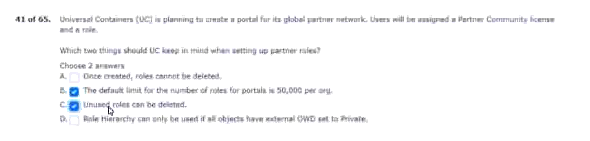 41 of 65. Universal Containers (UC) is planning to create a portal for its global partner network. Users will be assigned a Partner Community license
and a role.
Which two things should UC keep in mind when setting up partner roles?
Choose 2 answers
A. Once created, roles cannot be deleted.
B. The default limit for the number of roles for portals is 50,000 per org.
C. Unused roles can be deleted.
D. Role Hierarchy can only be used if all objects have external OWD set to Private.